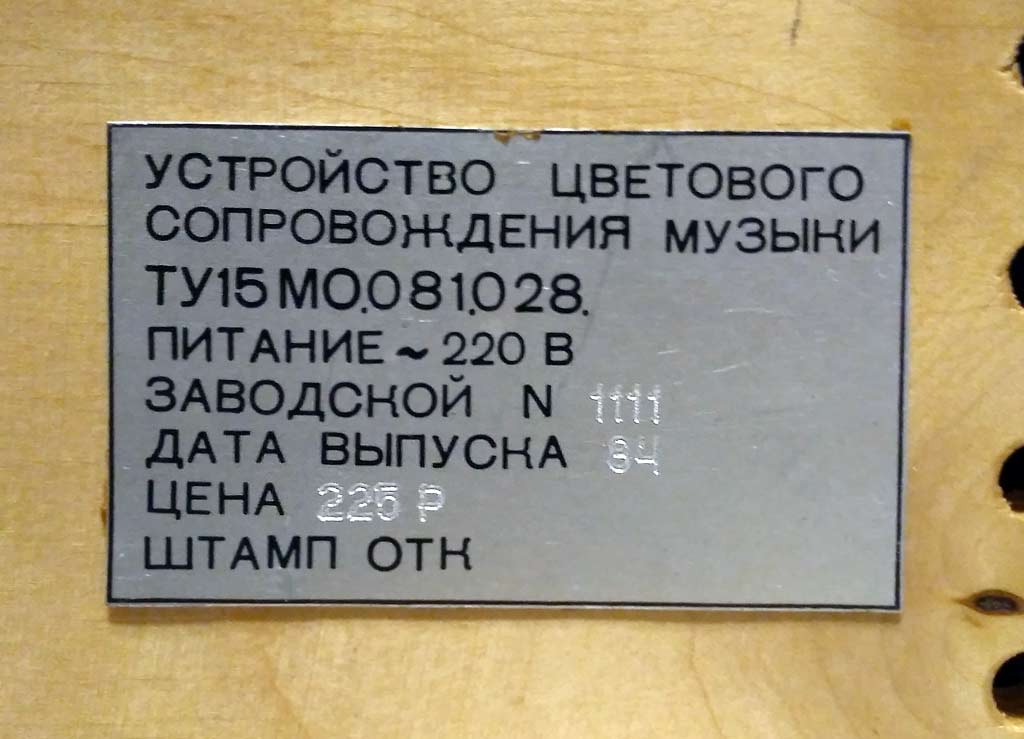 УСТРОЙСТВО ЦВЕТОВОГО
СОПРОВОЖДЕНИЯ МУЗЫКИ
ТУ15 МО.081.028.
ПИТАНИЕ ~ 220 В
ЗАВОДСКОЙ N 1111
ДАТА ВЫПУСКА 84
ЦЕНА 225 Р
ШТАМП ОТК